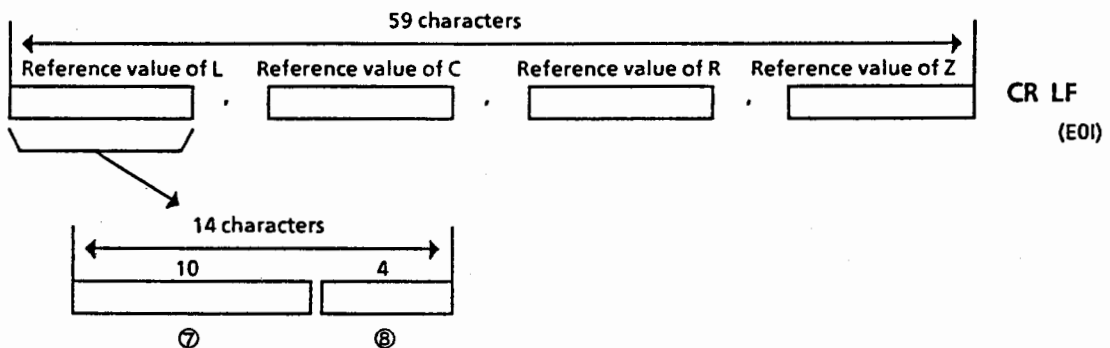 59 characters
Reference value of L Reference value of C Reference value of R Reference value of Z
, , , CR LF
(EOI)
14 characters
10 4
⑦ ⑧